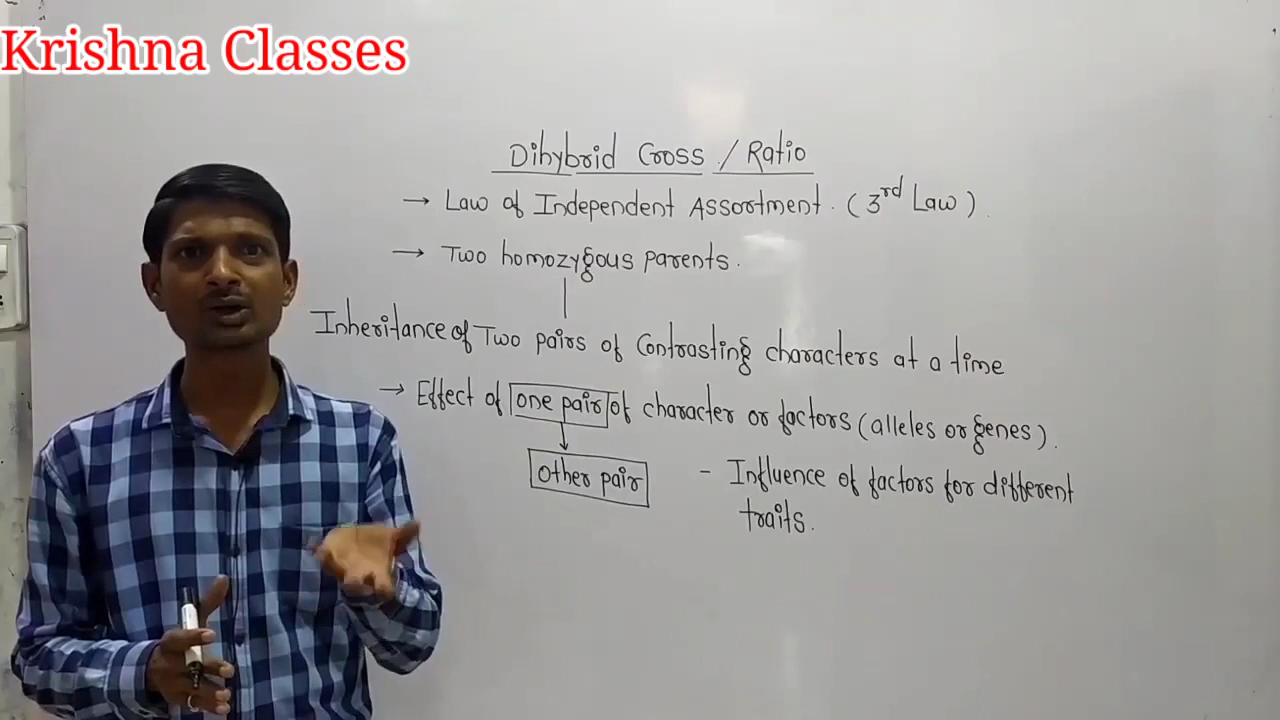 Krishna Classes
Dihybrid Cross / Ratio
→ Law of Independent Assortment. (3rd Law).
→ Two homozygous parents.
Inheritance of Two pairs of Contrasting characters at a time
→ Effect of one pair of character or factors (alleles or genes).
Other pair
- Influence of factors for different
traits.